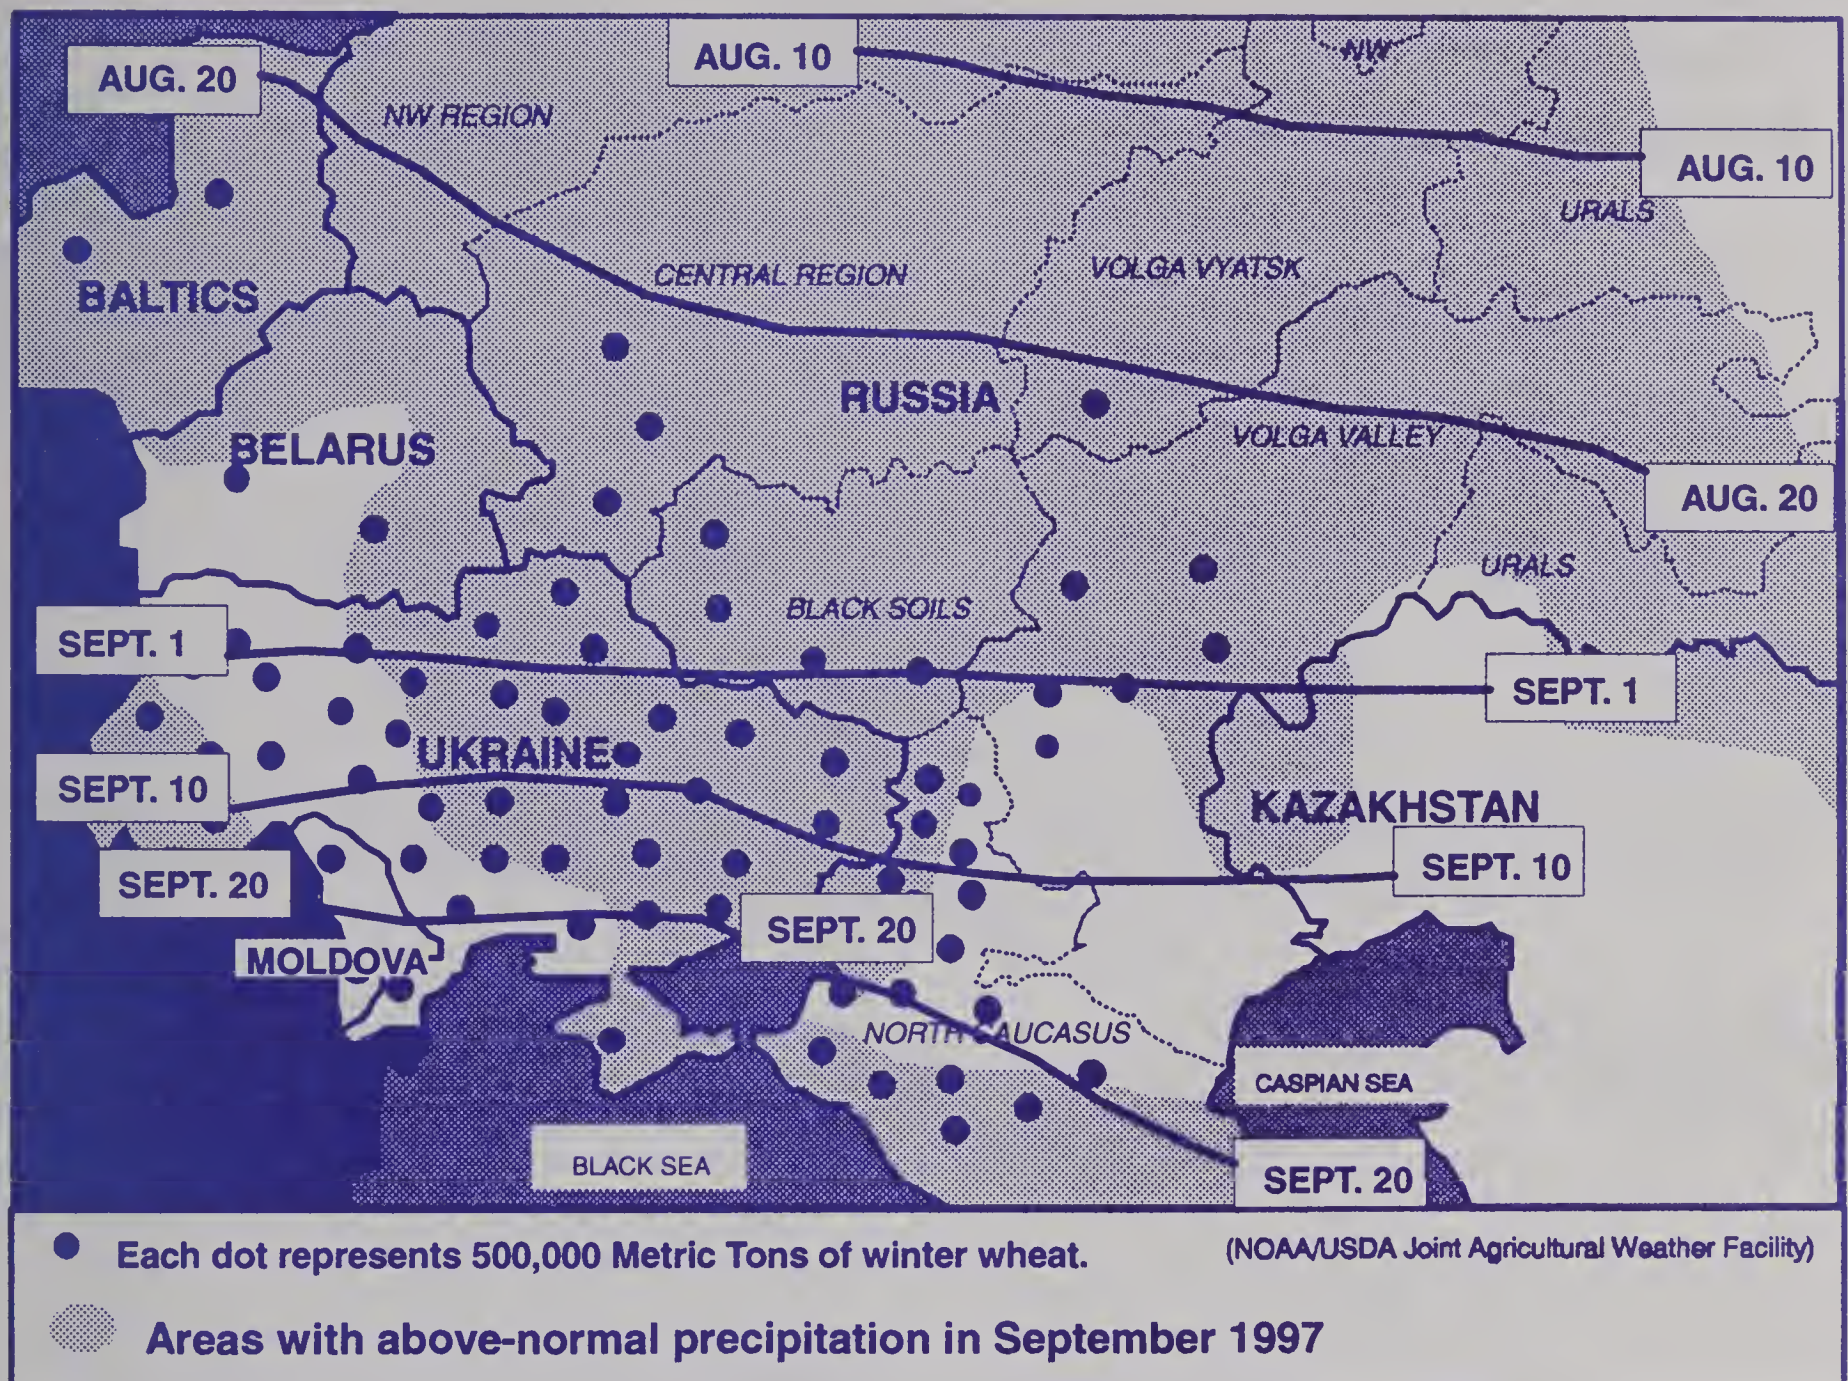 AUG. 20
AUG. 10
NW
NW REGION
AUG. 10
URALS
CENTRAL REGION
VOLGA VYATSK
BALTICS
RUSSIA
BELARUS
VOLGA VALLEY
AUG. 20
URALS
BLACK SOILS
SEPT. 1
SEPT. 1
UKRAINE
SEPT. 10
KAZAKHSTAN
SEPT. 10
SEPT. 20
SEPT. 20
MOLDOVA
NORTH CAUCASUS
CASPIAN SEA
BLACK SEA
SEPT. 20
Each dot represents 500,000 Metric Tons of winter wheat.
(NOAA/USDA Joint Agricultural Weather Facility)
Areas with above-normal precipitation in September 1997